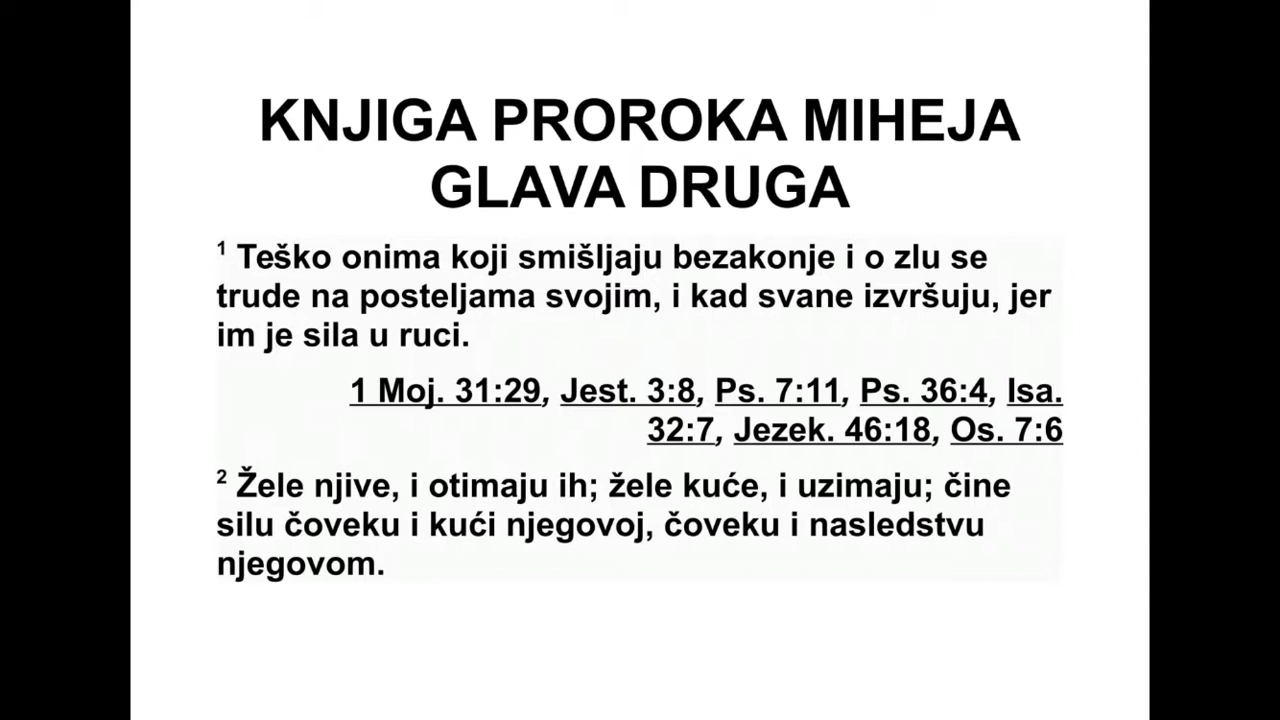 KNJIGA PROROKA MIHEJA
GLAVA DRUGA
1 Teško onima koji smišljaju bezakonje i o zlu se
trude na posteljama svojim, i kad svane izvršuju, jer
im je sila u ruci.
1 Moj. 31:29, Jest. 3:8, Ps. 7:11, Ps. 36:4, Isa.
32:7, Jezek. 46:18, Os. 7:6
2 Žele njive, i otimaju ih; žele kuće, i uzimaju; čine
silu čoveku i kući njegovoj, čoveku i nasledstvu
njegovom.